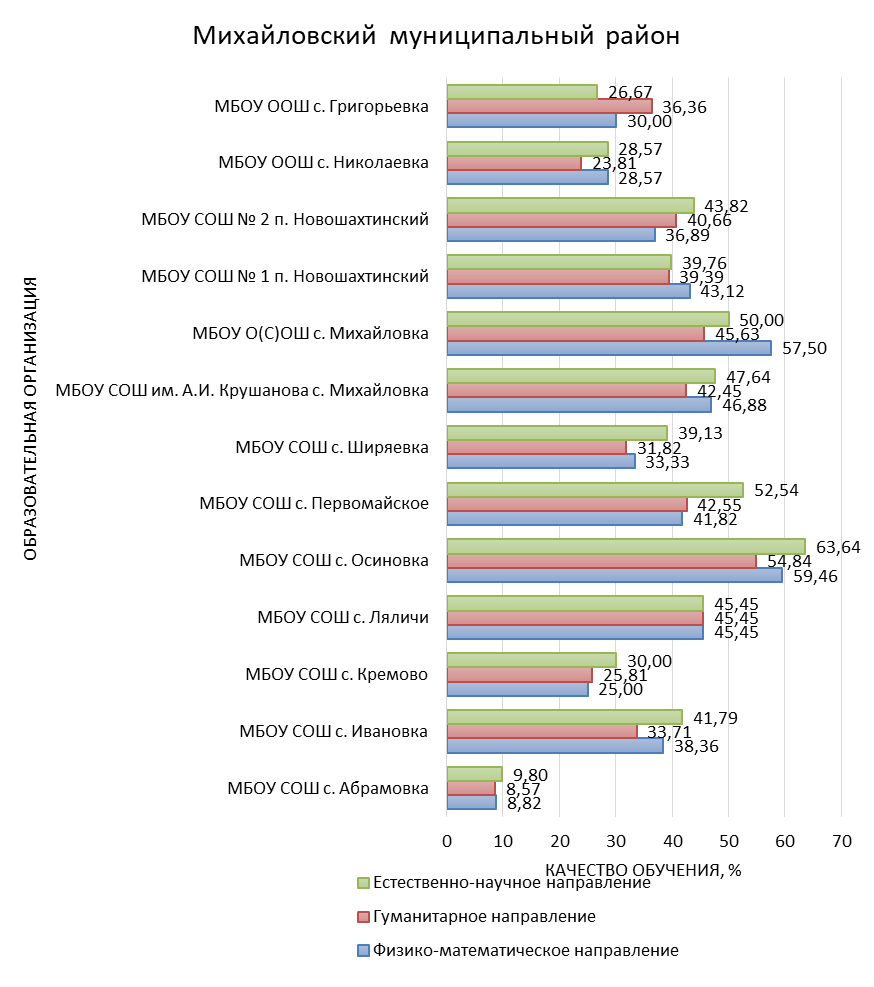 Михайловский муниципальный район
ОБРАЗОВАТЕЛЬНАЯ ОРГАНИЗАЦИЯ
МБОУ ООШ с. Григорьевка
26,67
36,36
30,00
МБОУ ООШ с. Николаевка
28,57
23,81
28,57
МБОУ СОШ № 2 п. Новошахтинский
43,82
40,66
36,89
МБОУ СОШ № 1 п. Новошахтинский
39,76
39,39
43,12
МБОУ О(С)ОШ с. Михайловка
50,00
45,63
57,50
МБОУ СОШ им. А.И. Крушанова с. Михайловка
47,64
42,45
46,88
МБОУ СОШ с. Ширяевка
39,13
31,82
33,33
МБОУ СОШ с. Первомайское
52,54
42,55
41,82
МБОУ СОШ с. Осиновка
63,64
54,84
59,46
МБОУ СОШ с. Ляличи
45,45
45,45
45,45
МБОУ СОШ с. Кремово
30,00
25,81
25,00
МБОУ СОШ с. Ивановка
41,79
33,71
38,36
МБОУ СОШ с. Абрамовка
9,80
8,57
8,82
0 10 20 30 40 50 60 70
КАЧЕСТВО ОБУЧЕНИЯ, %
Естественно-научное направление
Гуманитарное направление
Физико-математическое направление